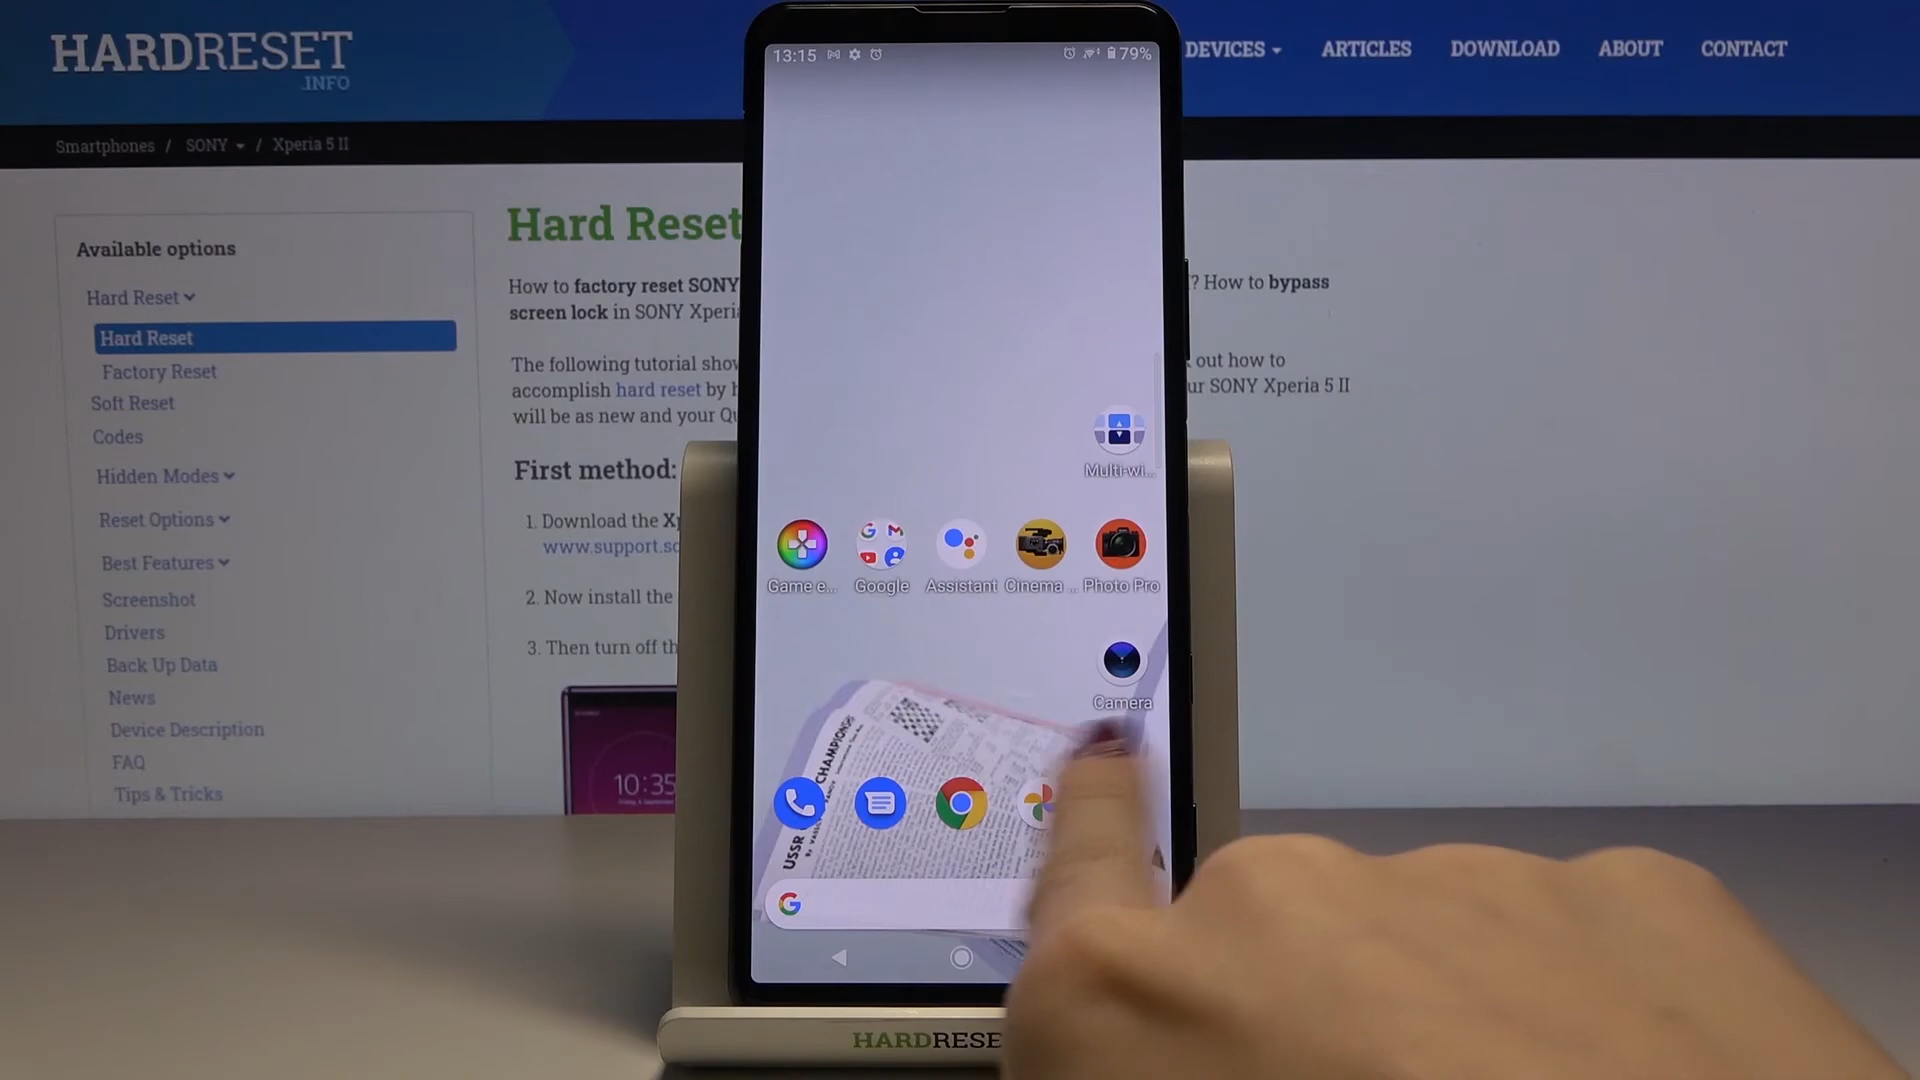 HARDRESET
.INFO
DEVICES
ARTICLES
DOWNLOAD
ABOUT
CONTACT
Smartphones / SONY / Xperia 5 II
Available options
Hard Reset
Hard Reset
Factory Reset
Soft Reset
Codes
Hidden Modes
Reset Options
Best Features
Screenshot
Drivers
Back Up Data
News
Device Description
FAQ
Tips & Tricks
Hard Reset
How to factory reset SONY
? How to bypass
screen lock in SONY
The following tutorial
out how to
accomplish hard reset by
SONY Xperia 5 II
will be as new and your
First method:
1. Download the
www.support.
2. Now install the
3. Then turn off
10:35
13:15
79%
Multi-wi...
Game e...
Google
Assistant
Cinema ...
Photo Pro
Camera
USSR CHAMPIONS
HARDRESE